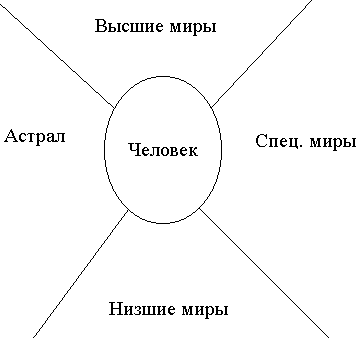 Высшие миры
Астрал
Человек
Спец. миры
Низшие миры